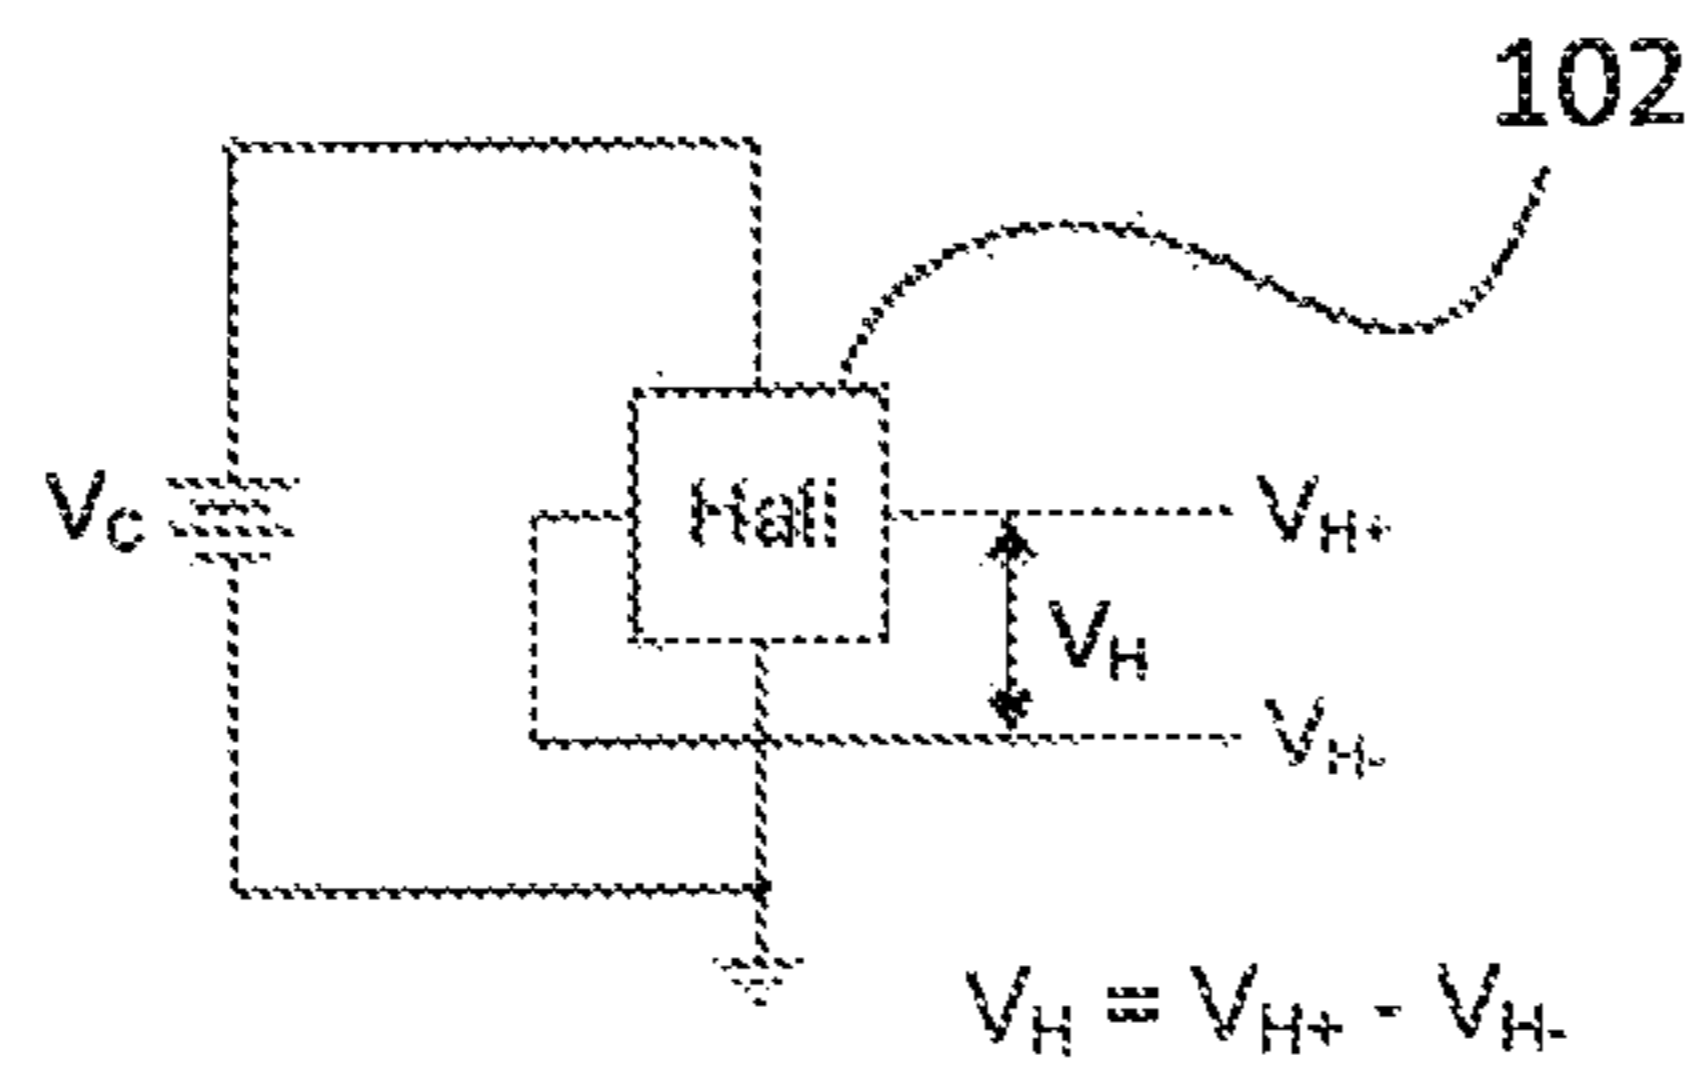 102
Hall
VC
VH+
VH
VH-
VH = VH+ - VH-